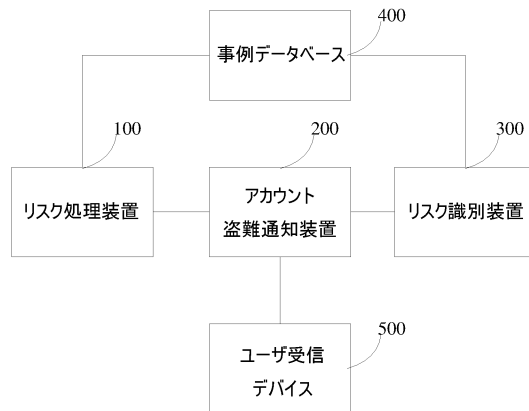 400
事例データベース
100
200
300
リスク処理装置
アカウント
盗難通知装置
リスク識別装置
500
ユーザ受信
デバイス